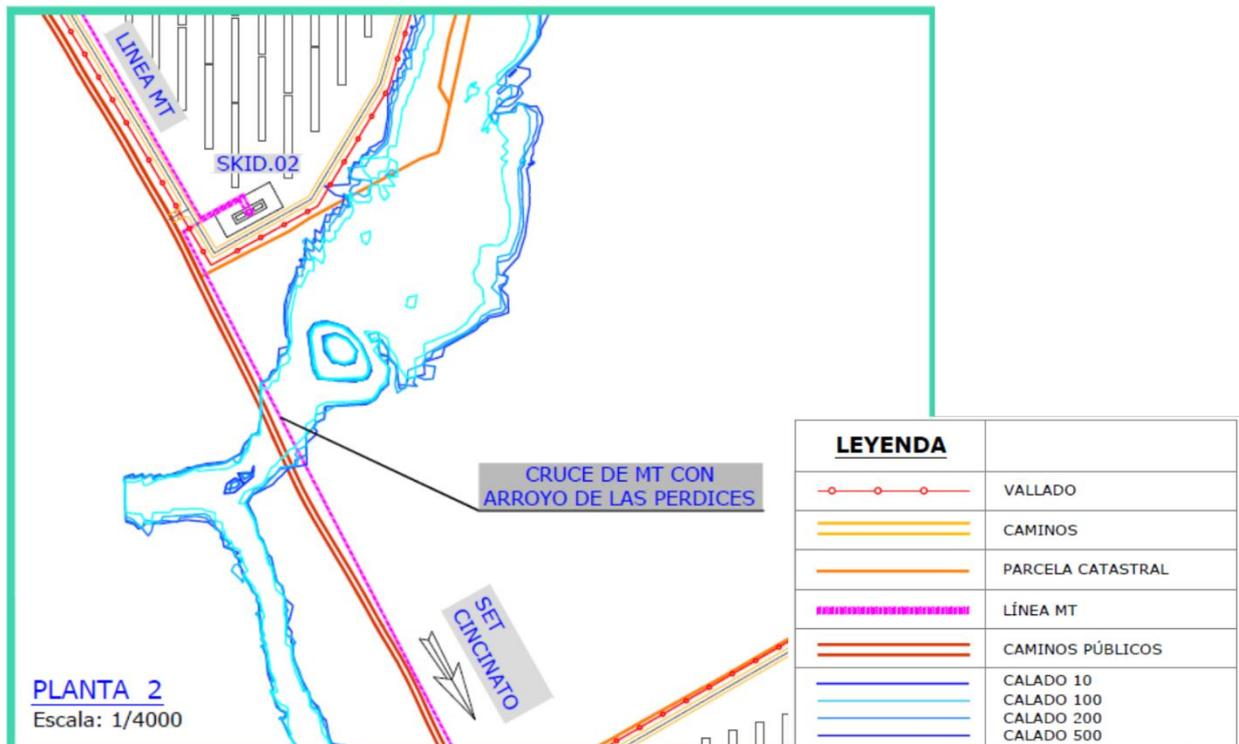 LINEA MT
SKID.02
CRUCE DE MT CON
ARROYO DE LAS PERDICES
SET
CINCINATO
PLANTA 2
Escala: 1/4000
LEYENDA
VALLADO
CAMINOS
PARCELA CATASTRAL
LÍNEA MT
CAMINOS PÚBLICOS
CALADO 10
CALADO 100
CALADO 200
CALADO 500